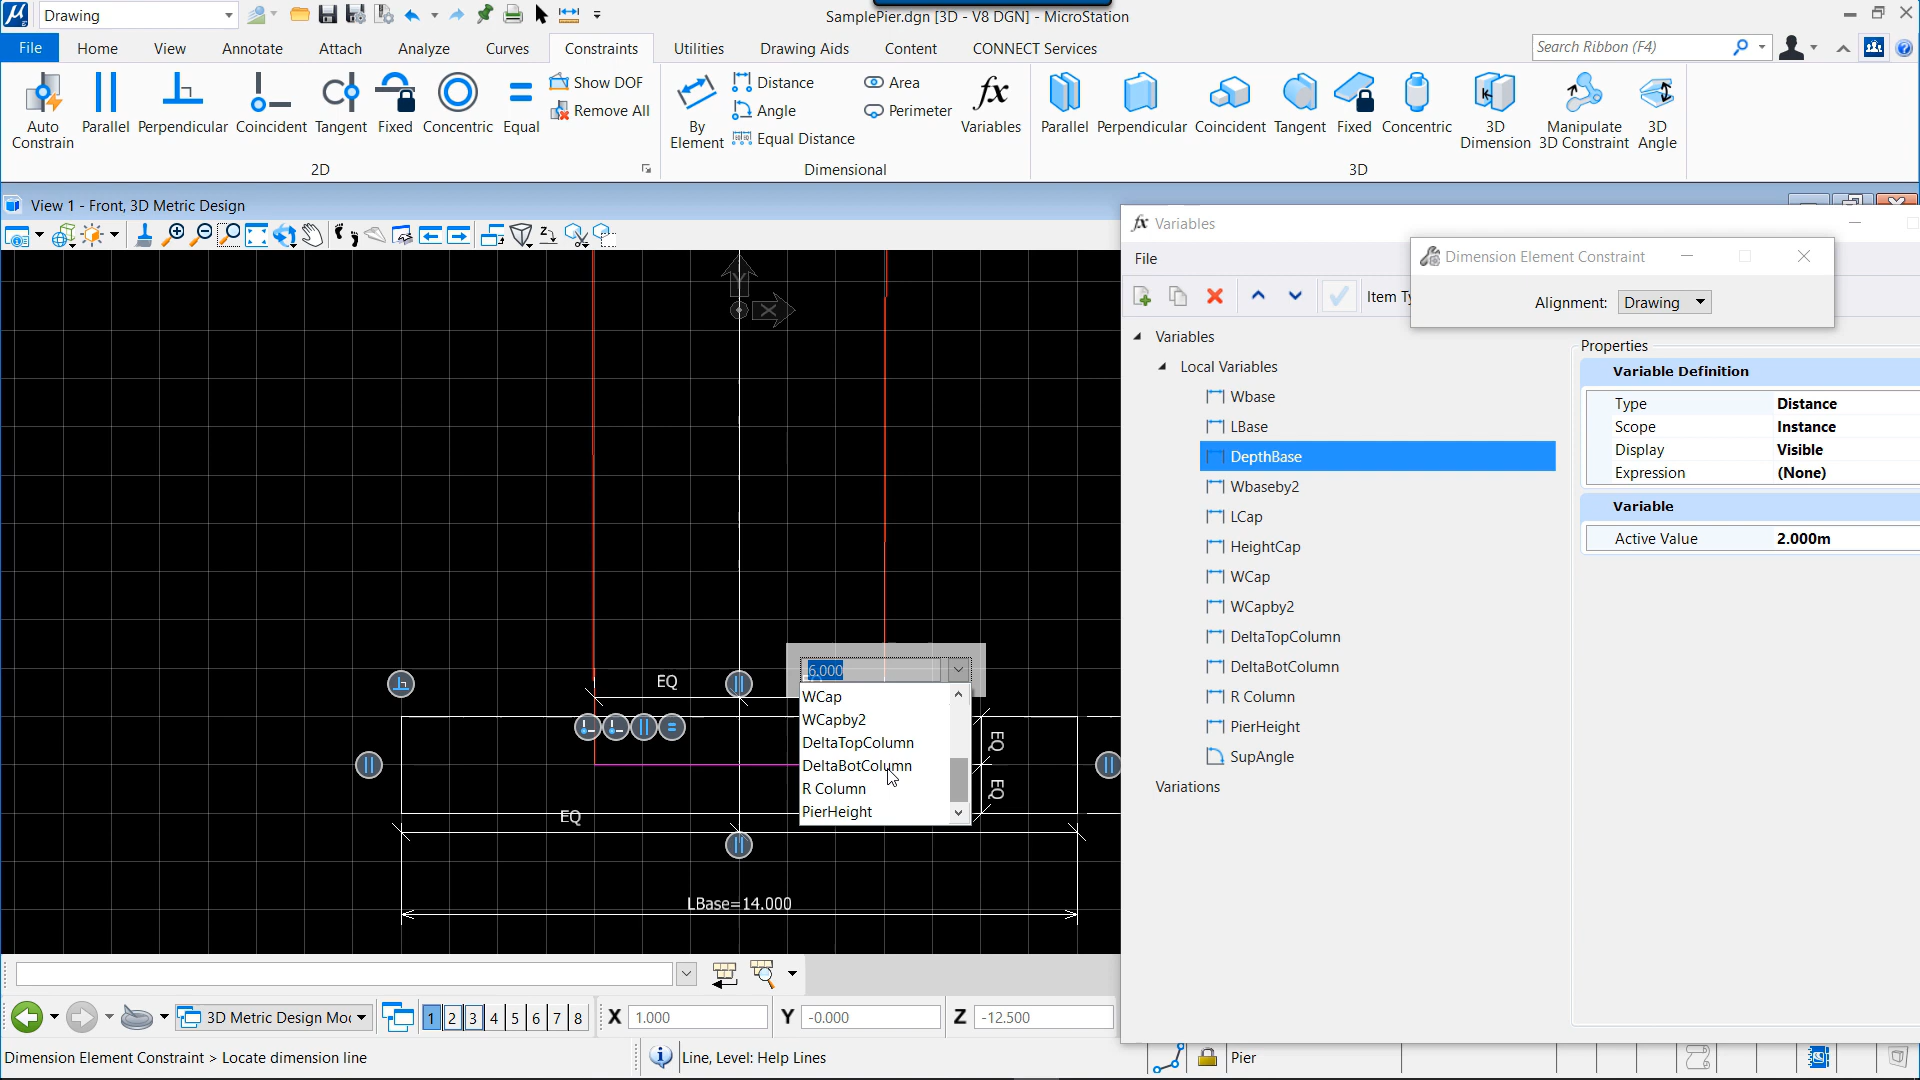 Drawing
SamplePier.dgn [3D - V8 DGN] - MicroStation
File Home View Annotate Attach Analyze Curves Constraints Utilities Drawing Aids Content CONNECT Services
Search Ribbon (F4)
Auto Constrain
Parallel
Perpendicular
Coincident
Tangent
Fixed
Concentric
Equal
Show DOF
Remove All
2D
By Element
Distance
Angle
Equal Distance
Area
Perimeter
Variables
Dimensional
Parallel
Perpendicular
Coincident
Tangent
Fixed
Concentric
3D Dimension
Manipulate 3D Constraint
3D Angle
3D
View 1 - Front, 3D Metric Design
fx Variables
File
Item Ty
Dimension Element Constraint
Alignment: Drawing
Variables
Local Variables
Wbase
LBase
DepthBase
Wbaseby2
LCap
HeightCap
WCap
WCapby2
DeltaTopColumn
DeltaBotColumn
R Column
PierHeight
SupAngle
Variations
Properties
Variable Definition
Type Distance
Scope Instance
Display Visible
Expression (None)
Variable
Active Value 2.000m
Y
X
EQ
6.000
WCap
WCapby2
DeltaTopColumn
DeltaBotColumn
R Column
PierHeight
EQ
EQ
EQ
LBase=14.000
3D Metric Design Moc
1 2 3 4 5 6 7 8
X 1.000
Y -0.000
Z -12.500
Dimension Element Constraint > Locate dimension line
Line, Level: Help Lines
Pier